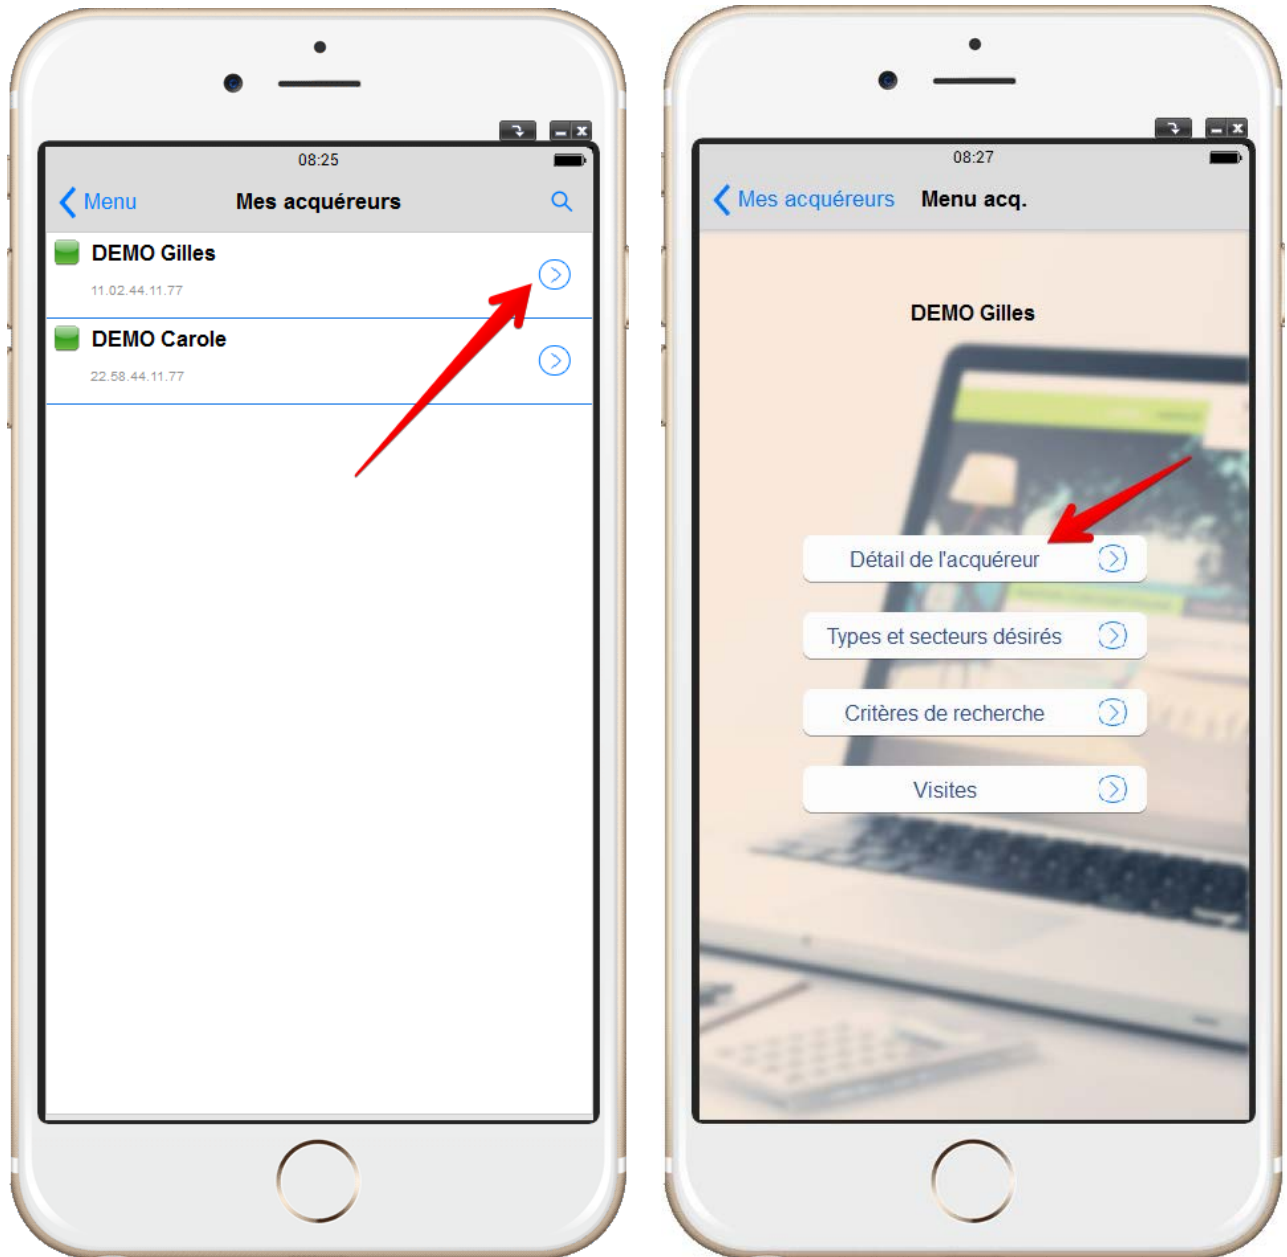 08:25
Menu
Mes acquéreurs
DEMO Gilles
11.02.44.11.77
DEMO Carole
22.58.44.11.77
08:27
Mes acquéreurs
Menu acq.
DEMO Gilles
Détail de l'acquéreur
Types et secteurs désirés
Critères de recherche
Visites